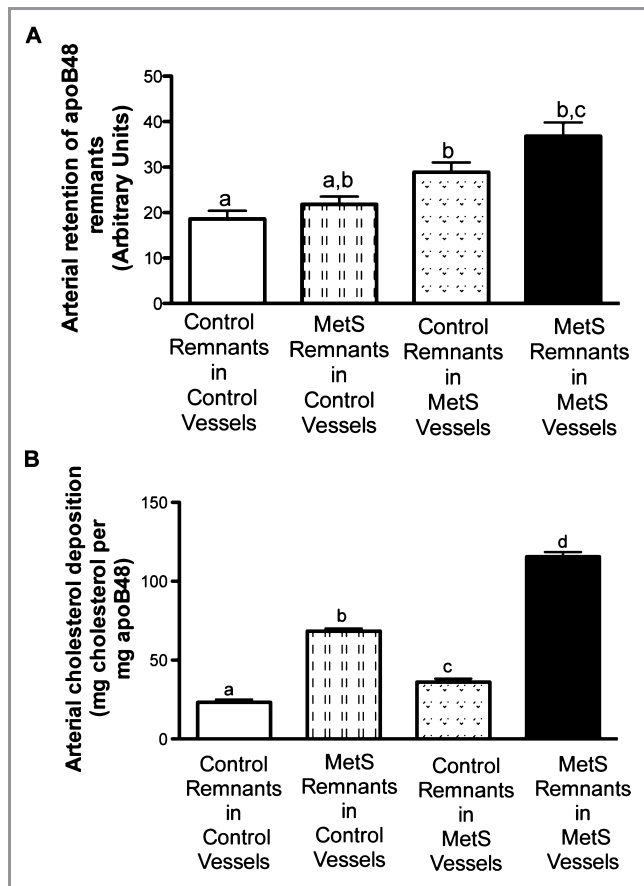 A
Arterial retention of apoB48
remnants
(Arbitrary Units)
50
40
30
20
10
0
a
a,b
b
b,c
Control
Remnants
in
Control
Vessels
MetS
Remnants
in
Control
Vessels
Control
Remnants
in
MetS
Vessels
MetS
Remnants
in
MetS
Vessels
B
Arterial cholesterol deposition
(mg cholesterol per
mg apoB48)
150
100
50
0
a
b
c
d
Control
Remnants
in
Control
Vessels
MetS
Remnants
in
Control
Vessels
Control
Remnants
in
MetS
Vessels
MetS
Remnants
in
MetS
Vessels